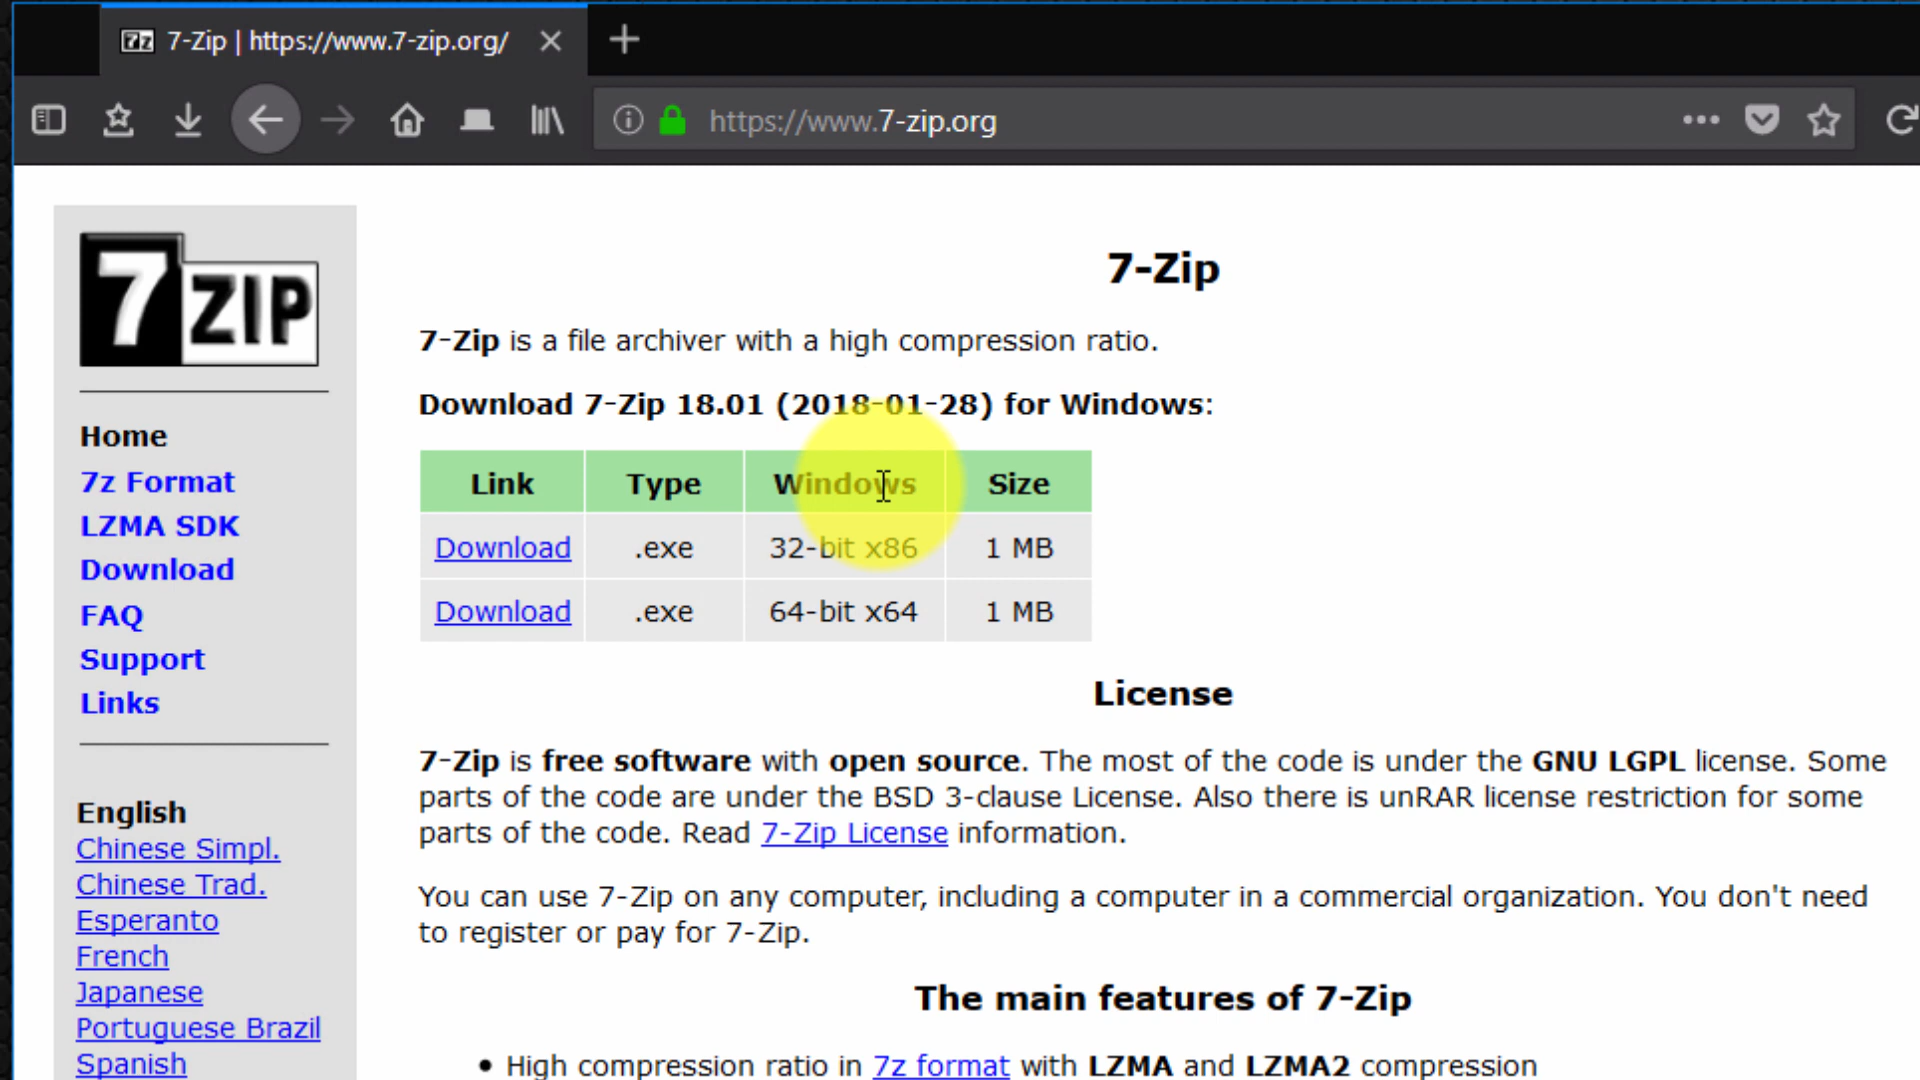 7-Zip | https://www.7-zip.org/
https://www.7-zip.org
7 ZIP
Home
7z Format
LZMA SDK
Download
FAQ
Support
Links
English
Chinese Simpl.
Chinese Trad.
Esperanto
French
Japanese
Portuguese Brazil
Spanish
7-Zip
7-Zip is a file archiver with a high compression ratio.
Download 7-Zip 18.01 (2018-01-28) for Windows:
Link Type Windows Size
Download .exe 32-bit x86 1 MB
Download .exe 64-bit x64 1 MB
License
7-Zip is free software with open source. The most of the code is under the GNU LGPL license. Some
parts of the code are under the BSD 3-clause License. Also there is unRAR license restriction for some
parts of the code. Read 7-Zip License information.
You can use 7-Zip on any computer, including a computer in a commercial organization. You don't need
to register or pay for 7-Zip.
The main features of 7-Zip
• High compression ratio in 7z format with LZMA and LZMA2 compression